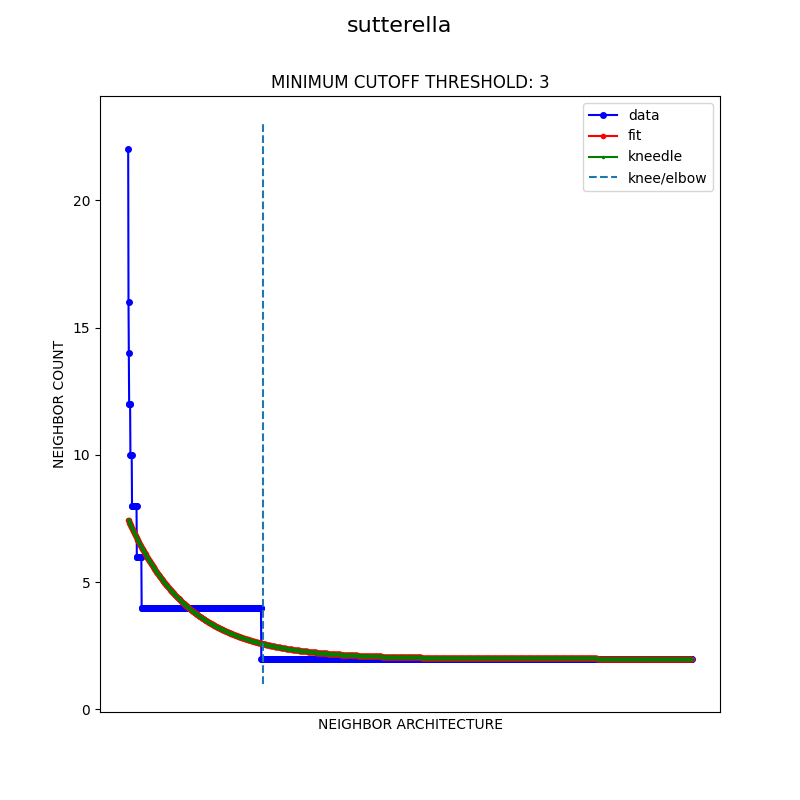 sutterella
MINIMUM CUTOFF THRESHOLD: 3
data
fit
kneedle
knee/elbow
20
15
10
5
0
NEIGHBOR COUNT
NEIGHBOR ARCHITECTURE